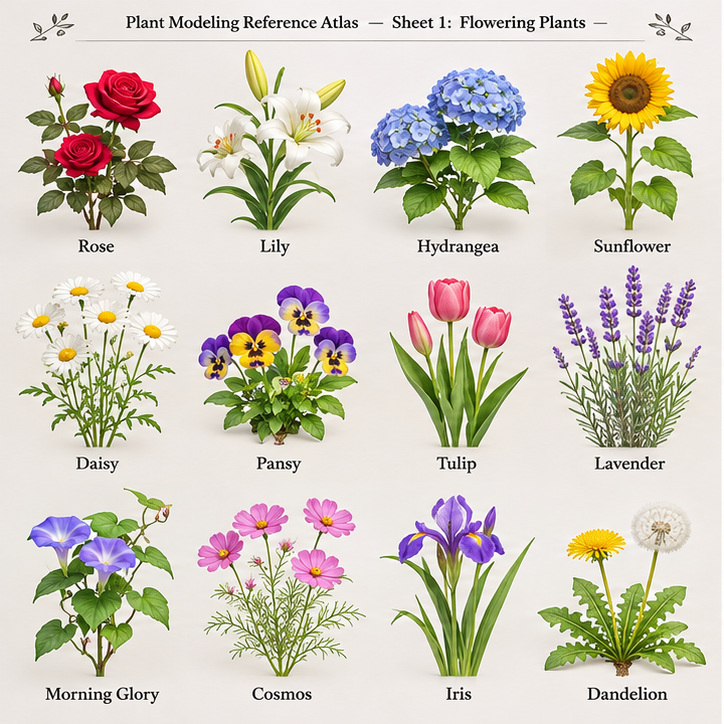 Plant Modeling Reference Atlas — Sheet 1: Flowering Plants —
Rose Lily Hydrangea Sunflower
Daisy Pansy Tulip Lavender
Morning Glory Cosmos Iris Dandelion